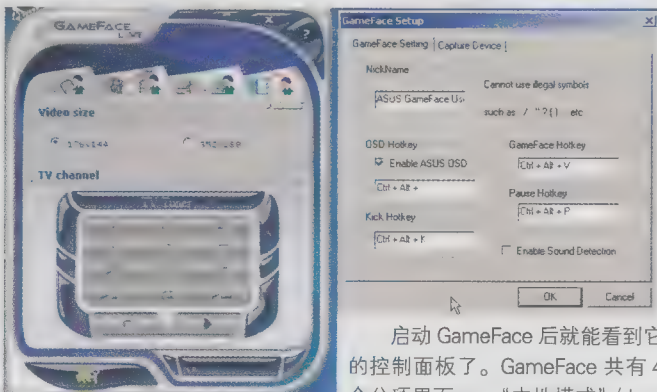 GAMEFACE
LIVE
Video size
176x144
TV channel
GameFace Setup
GameFace Setting
Capture Device
NickName
Cannot use illegal symbols
ASUS GameFace Us
such as / " ? { } etc
OSD Hotkey
GameFace Hotkey
Enable ASUS OSD
Ctrl + Alt + V
Ctrl + Alt +
Pause Hotkey
Ctrl + Alt + P
Kick Hotkey
Ctrl + Alt + K
Enable Sound Detection
OK
Cancel
启动 GameFace 后就能看到它
的控制面板了。GameFace 共有 4